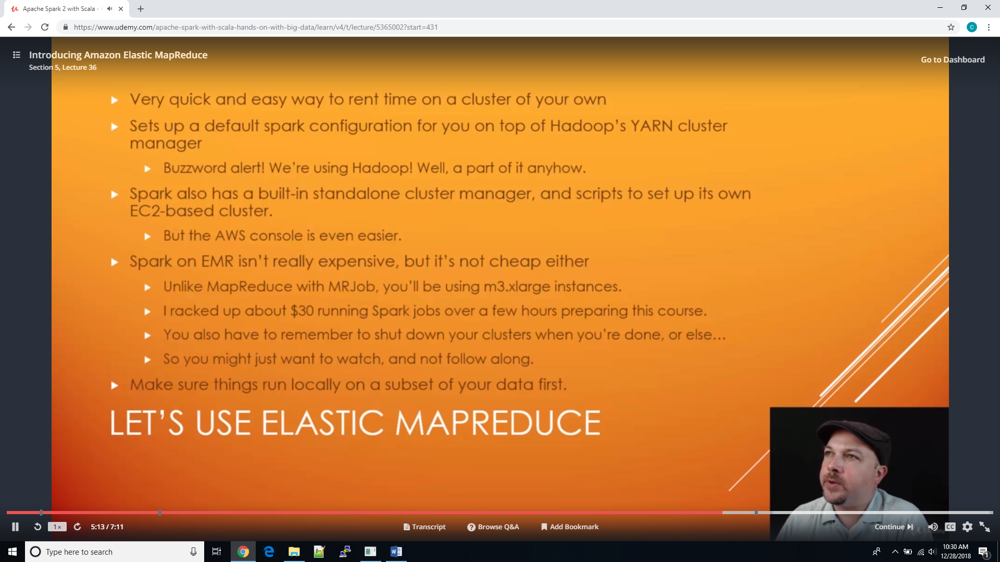 Apache Spark 2 with Scala -
https://www.udemy.com/apache-spark-with-scala-hands-on-with-big-data/learn/v4/t/lecture/5365002?start=431
C
Introducing Amazon Elastic MapReduce
Section 5, Lecture 36
Go to Dashboard
Very quick and easy way to rent time on a cluster of your own
Sets up a default spark configuration for you on top of Hadoop's YARN cluster
manager
Buzzword alert! We're using Hadoop! Well, a part of it anyhow.
Spark also has a built-in standalone cluster manager, and scripts to set up its own
EC2-based cluster.
But the AWS console is even easier.
Spark on EMR isn't really expensive, but it's not cheap either
Unlike MapReduce with MRJob, you'll be using m3.xlarge instances.
I racked up about $30 running Spark jobs over a few hours preparing this course.
You also have to remember to shut down your clusters when you're done, or else…
So you might just want to watch, and not follow along.
Make sure things run locally on a subset of your data first.
LET'S USE ELASTIC MAPREDUCE
1×
5:13 / 7:11
Transcript
Browse Q&A
Add Bookmark
Continue
CC
Udemy
Type here to search
10:30 AM
12/28/2018
1